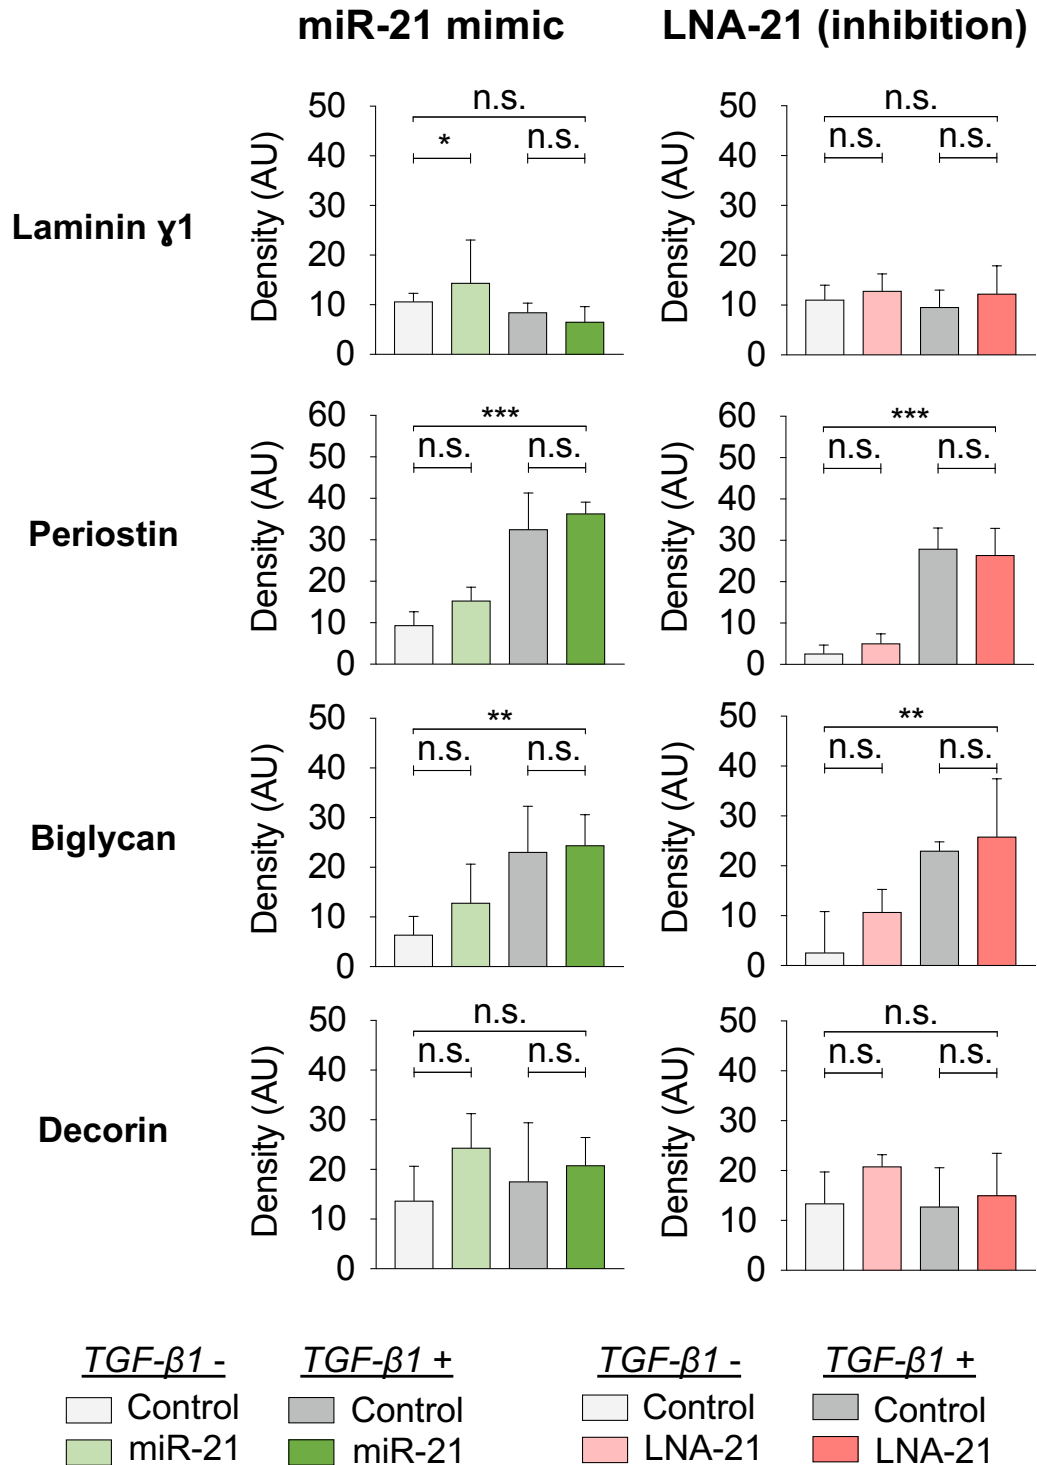 miR-21 mimic LNA-21 (inhibition)
Laminin ɣ1
Density (AU)
50
40
30
20
10
0
n.s.
*
n.s.
Density (AU)
50
40
30
20
10
0
n.s.
n.s.
n.s.
Periostin
Density (AU)
60
50
40
30
20
10
0
***
n.s.
n.s.
Density (AU)
60
50
40
30
20
10
0
***
n.s.
n.s.
Biglycan
Density (AU)
50
40
30
20
10
0
**
n.s.
n.s.
Density (AU)
50
40
30
20
10
0
**
n.s.
n.s.
Decorin
Density (AU)
50
40
30
20
10
0
n.s.
n.s.
n.s.
Density (AU)
50
40
30
20
10
0
n.s.
n.s.
n.s.
TGF-β1 - TGF-β1 + TGF-β1 - TGF-β1 +
Control Control Control Control
miR-21 miR-21 LNA-21 LNA-21